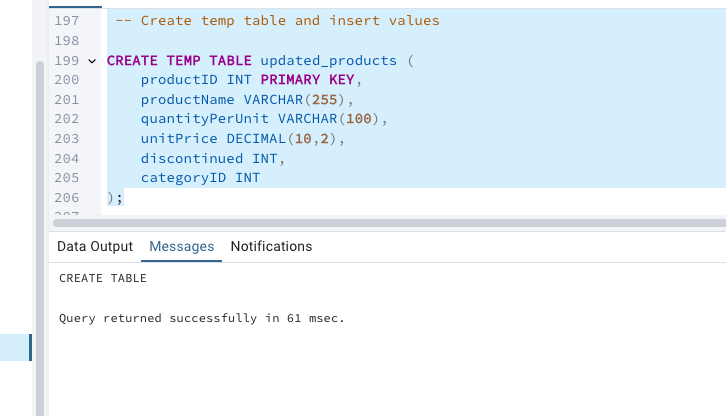 197 -- Create temp table and insert values
198
199 CREATE TEMP TABLE updated_products (
200 productID INT PRIMARY KEY,
201 productName VARCHAR(255),
202 quantityPerUnit VARCHAR(100),
203 unitPrice DECIMAL(10,2),
204 discontinued INT,
205 categoryID INT
206 );
Data Output Messages Notifications
CREATE TABLE
Query returned successfully in 61 msec.